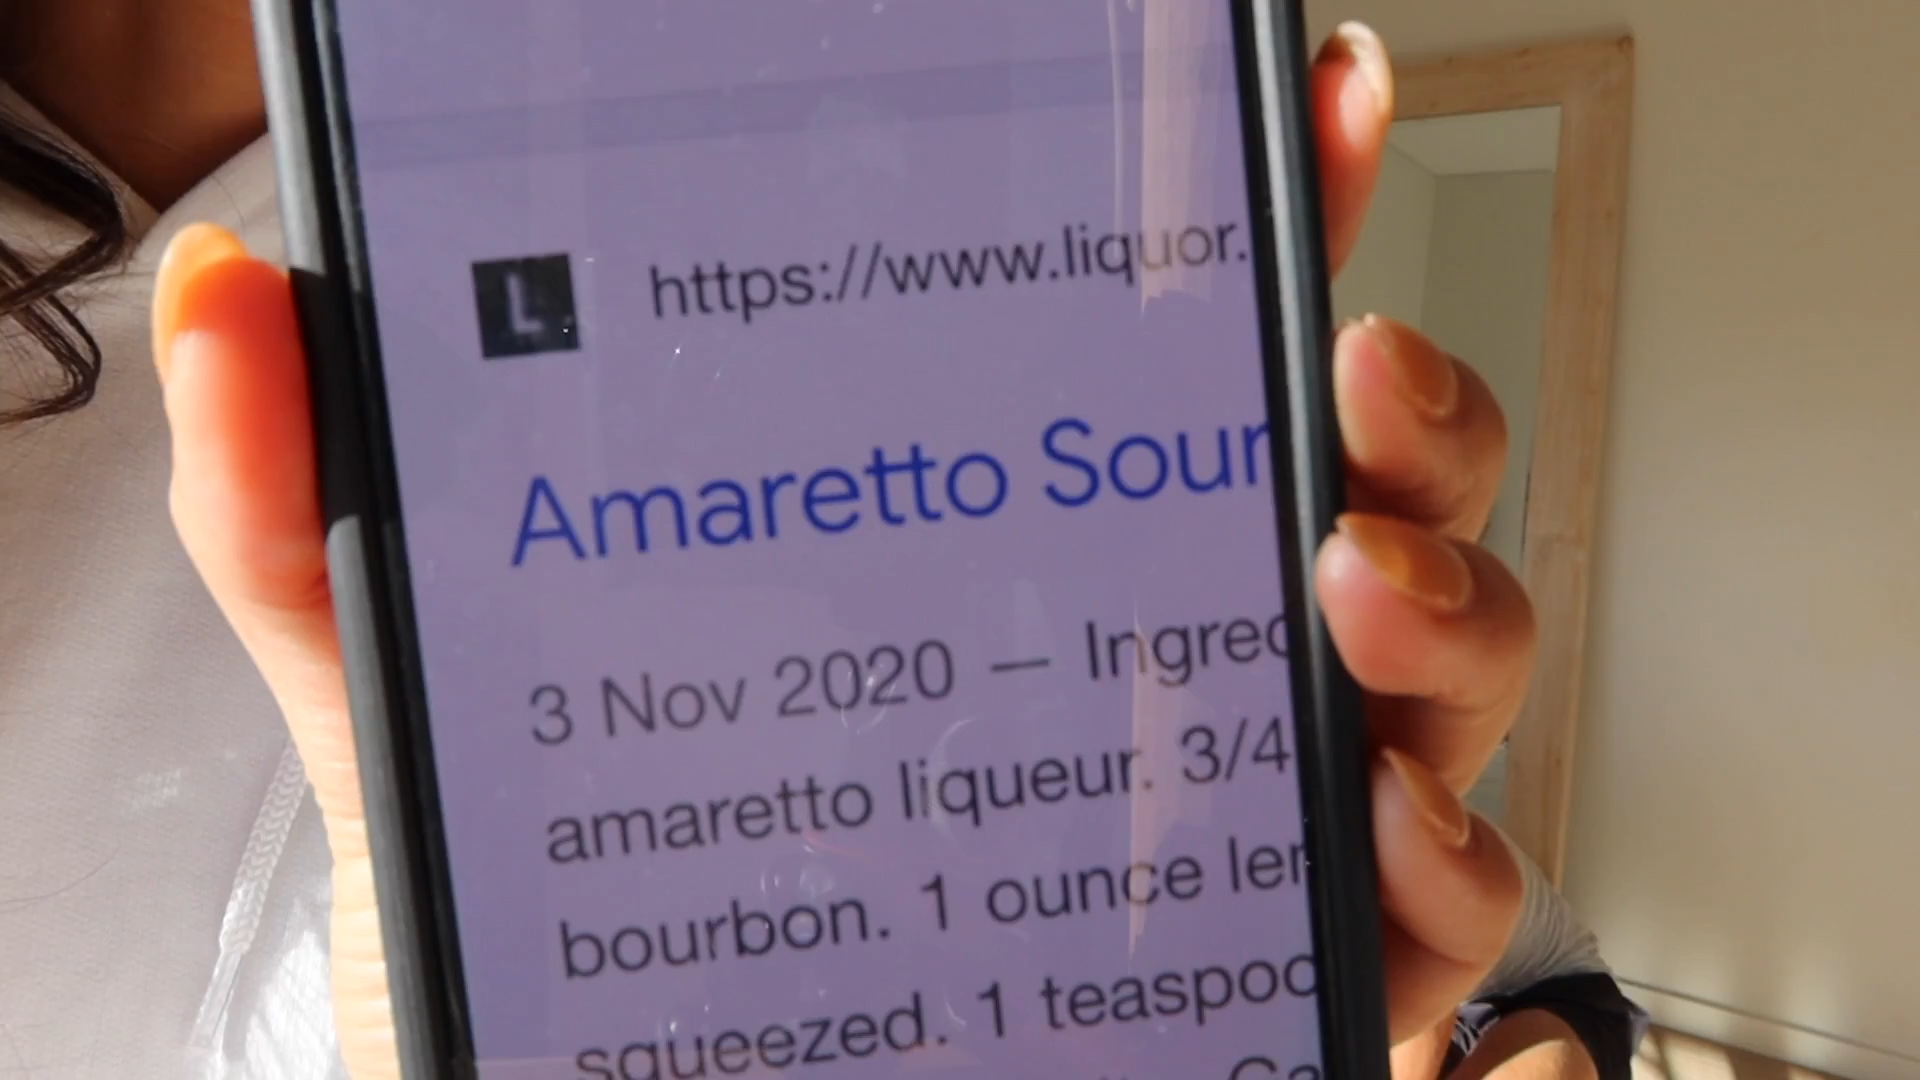 L
https://www.liquor.
Amaretto Sour
3 Nov 2020 — Ingred
amaretto liqueur. 3/4
bourbon. 1 ounce lem
squeezed. 1 teaspoo